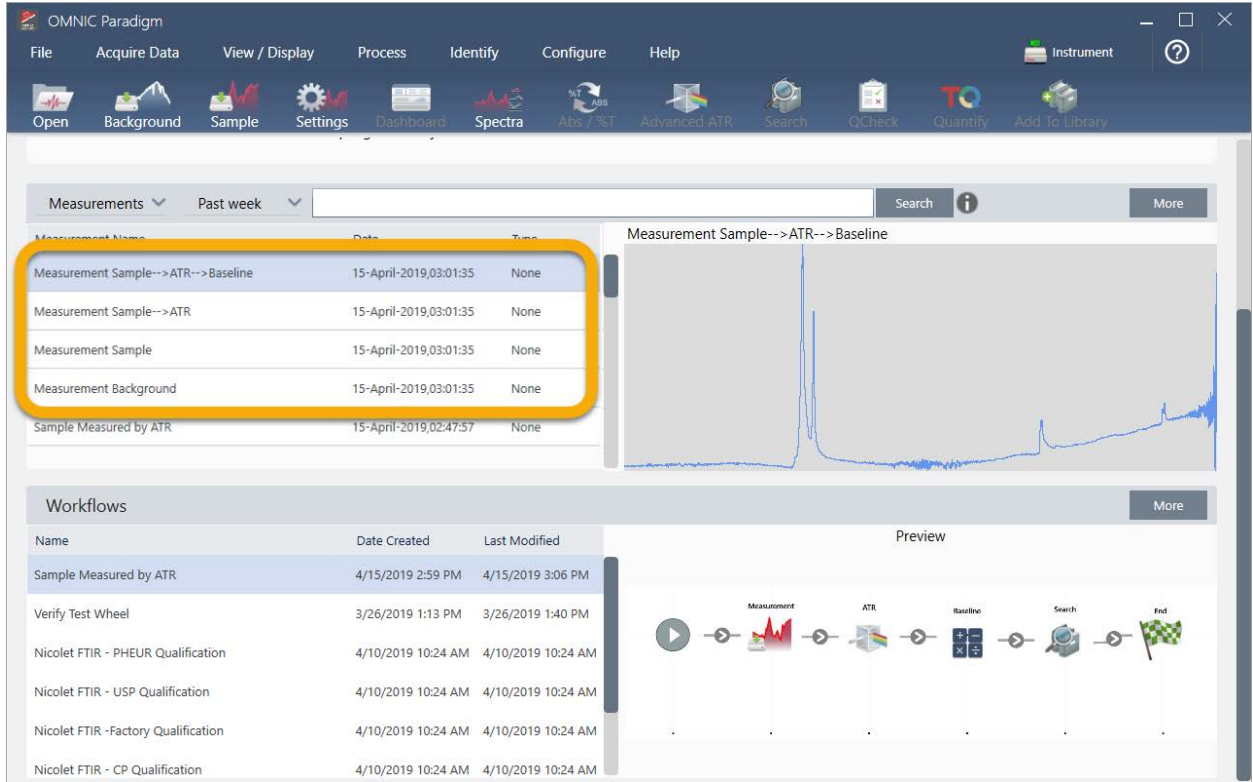 OMNIC Paradigm
File Acquire Data View / Display Process Identify Configure Help Instrument
Open Background Sample Settings Dashboard Spectra Abs / %T Advanced ATR Search QCheck Quantify Add To Library
Measurements Past week Search More
Measurement Name Date Type Measurement Sample-->ATR-->Baseline
Measurement Sample-->ATR-->Baseline 15-April-2019,03:01:35 None
Measurement Sample-->ATR 15-April-2019,03:01:35 None
Measurement Sample 15-April-2019,03:01:35 None
Measurement Background 15-April-2019,03:01:35 None
Sample Measured by ATR 15-April-2019,02:47:57 None
Workflows More
Name Date Created Last Modified Preview
Sample Measured by ATR 4/15/2019 2:59 PM 4/15/2019 3:06 PM
Measurement ATR Baseline Search End
Verify Test Wheel 3/26/2019 1:13 PM 3/26/2019 1:40 PM
Nicolet FTIR - PHEUR Qualification 4/10/2019 10:24 AM 4/10/2019 10:24 AM
Nicolet FTIR - USP Qualification 4/10/2019 10:24 AM 4/10/2019 10:24 AM
Nicolet FTIR -Factory Qualification 4/10/2019 10:24 AM 4/10/2019 10:24 AM
Nicolet FTIR - CP Qualification 4/10/2019 10:24 AM 4/10/2019 10:24 AM